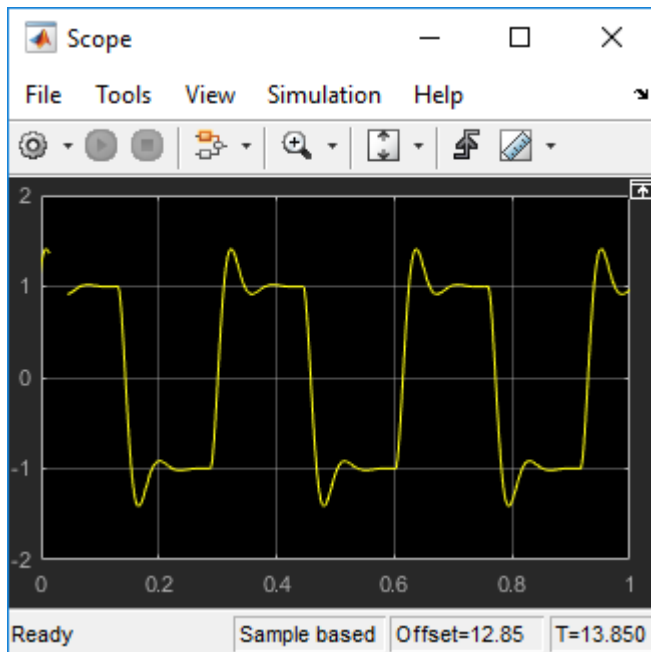 Scope
File Tools View Simulation Help
2
1
0
-1
-2
0 0.2 0.4 0.6 0.8 1
Ready Sample based Offset=12.85 T=13.850